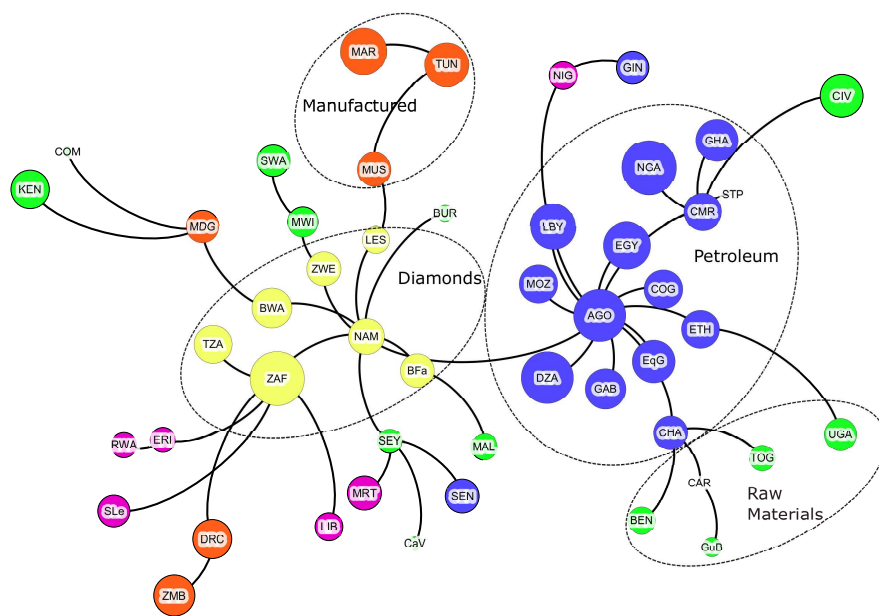 MAR
TUN
Manufactured
NIG
GIN
CIV
GHA
NGA
STP
CMR
COM
KEN
SWA
MUS
MDG
MWI
BUR
LES
LBY
EGY
Petroleum
ZWE
Diamonds
MOZ
COG
BWA
AGO
ETH
TZA
NAM
ZAF
BFa
DZA
GAB
EqG
RWA
ERI
SEY
MAL
CHA
UGA
TOG
SLe
MRT
SEN
CAR
Raw
Materials
LIB
BEN
DRC
CaV
GuB
ZMB